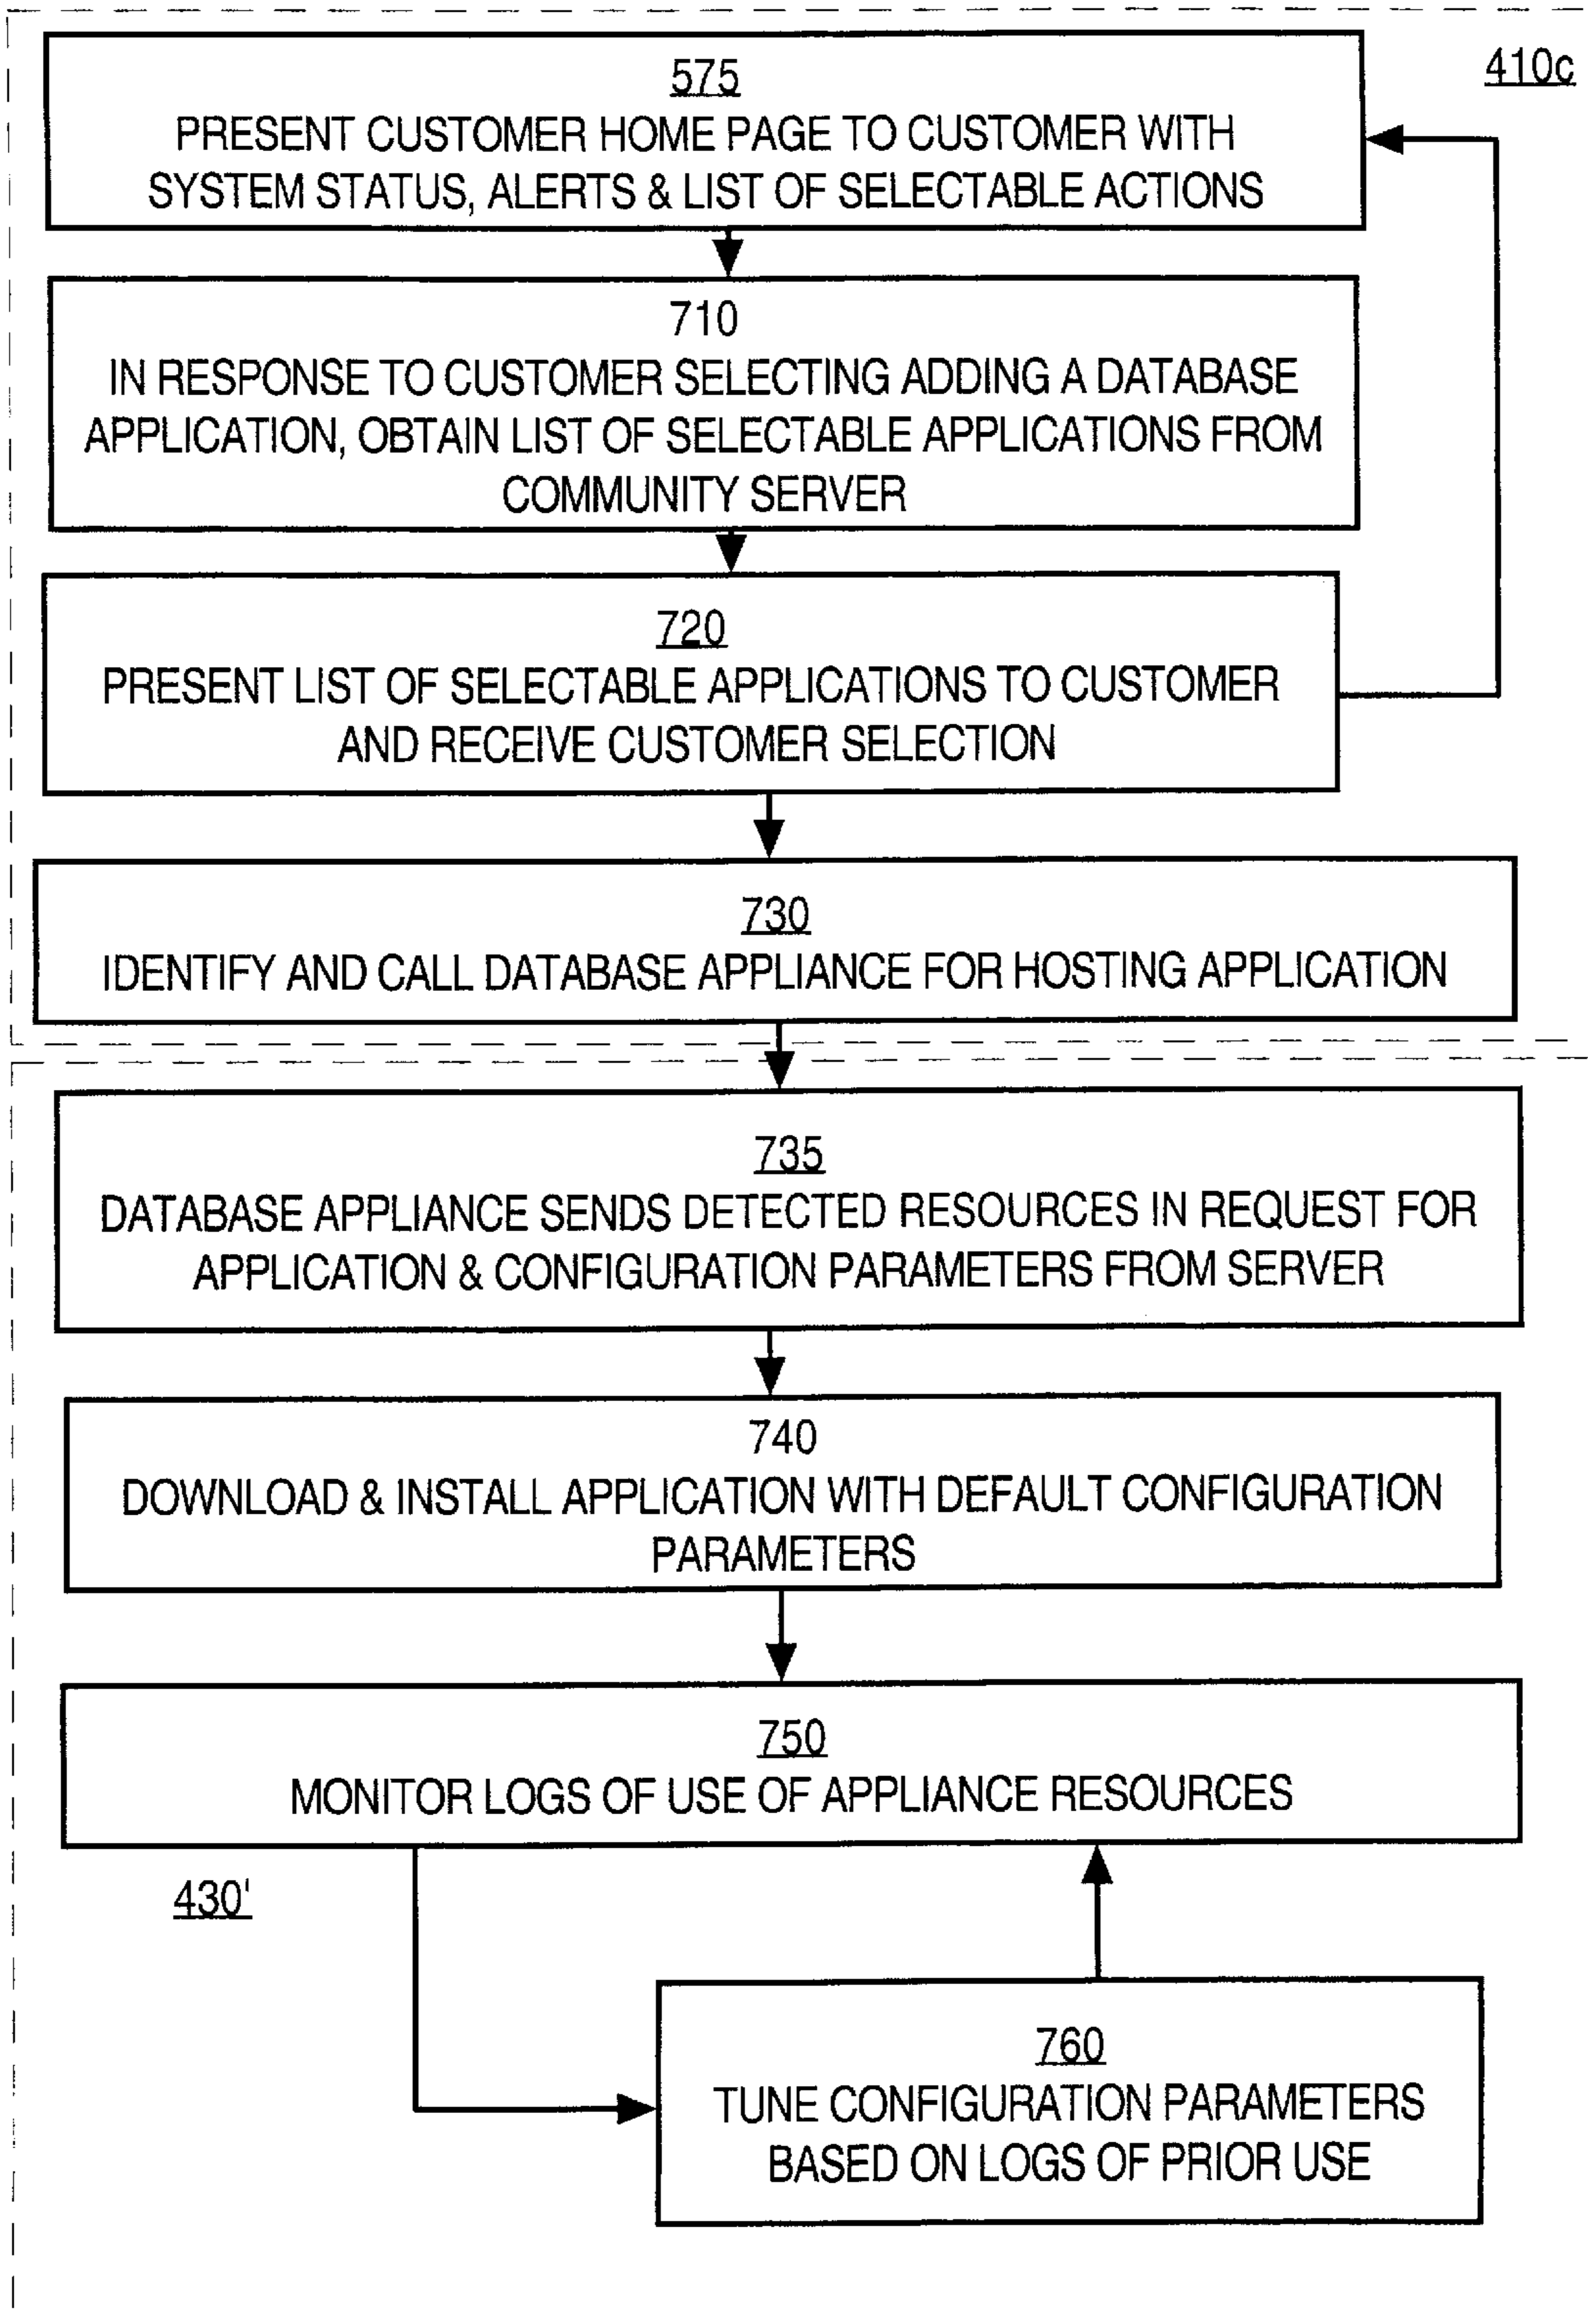 410c
575
PRESENT CUSTOMER HOME PAGE TO CUSTOMER WITH
SYSTEM STATUS, ALERTS & LIST OF SELECTABLE ACTIONS
710
IN RESPONSE TO CUSTOMER SELECTING ADDING A DATABASE
APPLICATION, OBTAIN LIST OF SELECTABLE APPLICATIONS FROM
COMMUNITY SERVER
720
PRESENT LIST OF SELECTABLE APPLICATIONS TO CUSTOMER
AND RECEIVE CUSTOMER SELECTION
730
IDENTIFY AND CALL DATABASE APPLIANCE FOR HOSTING APPLICATION
735
DATABASE APPLIANCE SENDS DETECTED RESOURCES IN REQUEST FOR
APPLICATION & CONFIGURATION PARAMETERS FROM SERVER
740
DOWNLOAD & INSTALL APPLICATION WITH DEFAULT CONFIGURATION
PARAMETERS
750
MONITOR LOGS OF USE OF APPLIANCE RESOURCES
430'
760
TUNE CONFIGURATION PARAMETERS
BASED ON LOGS OF PRIOR USE